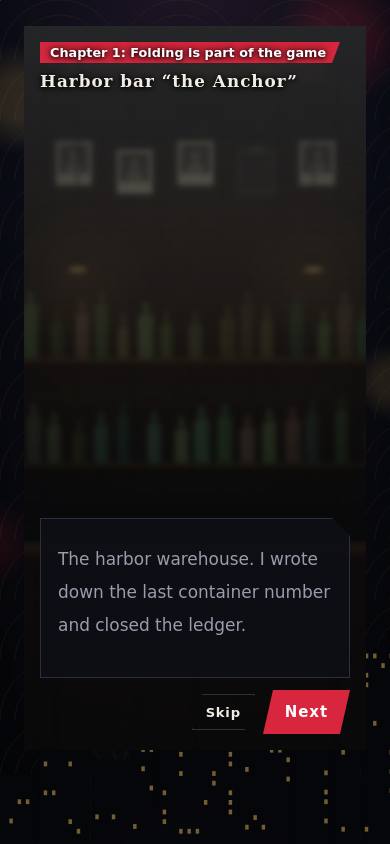 Chapter 1: Folding is part of the game
Harbor bar “the Anchor”
The harbor warehouse. I wrote
down the last container number
and closed the ledger.
Skip
Next